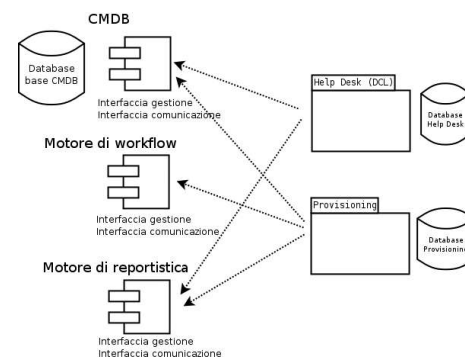 CMDB
Database
base CMDB
Interfaccia gestione
Interfaccia comunicazione
Motore di workflow
Interfaccia gestione
Interfaccia comunicazione
Motore di reportistica
Interfaccia gestione
Interfaccia comunicazione
Help Desk (DCL)
Database
Help Desk
Provisioning
Database
Provisioning